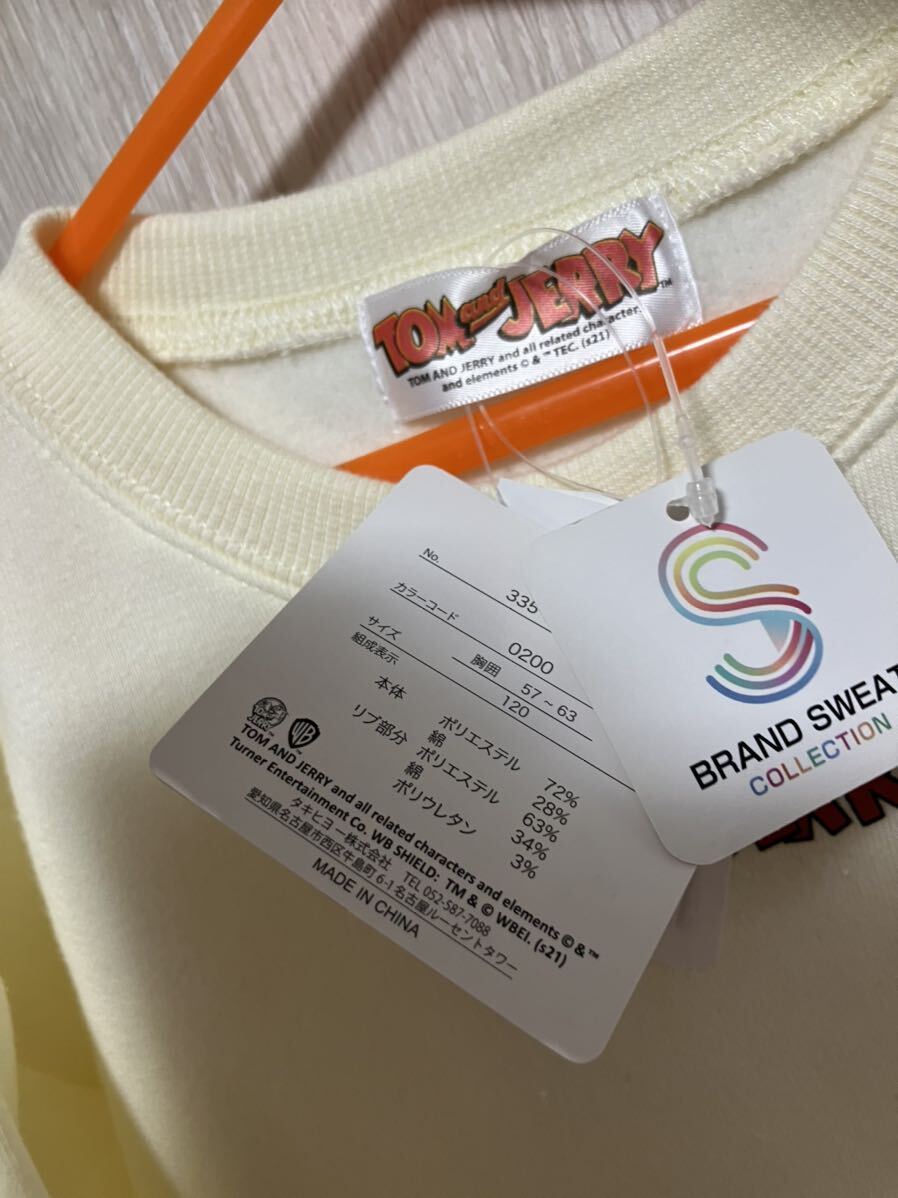 TOM and JERRY™
TOM AND JERRY and all related character
and elements © & ™ TEC. (s21)
No. 335
カラーコード 0200
サイズ 胸囲 57~63
120
組成表示
本体 ポリエステル 72%
綿 28%
リブ部分 ポリエステル 63%
綿 34%
ポリウレタン 3%
TOM AND JERRY and all related characters and elements © & ™
Turner Entertainment Co. WB SHIELD: TM & © WBEI. (s21)
タキヒヨー株式会社 TEL 052-587-7088
愛知県名古屋市西区牛島町6-1名古屋ルーセントタワー
MADE IN CHINA
S
BRAND SWEAT
COLLECTION